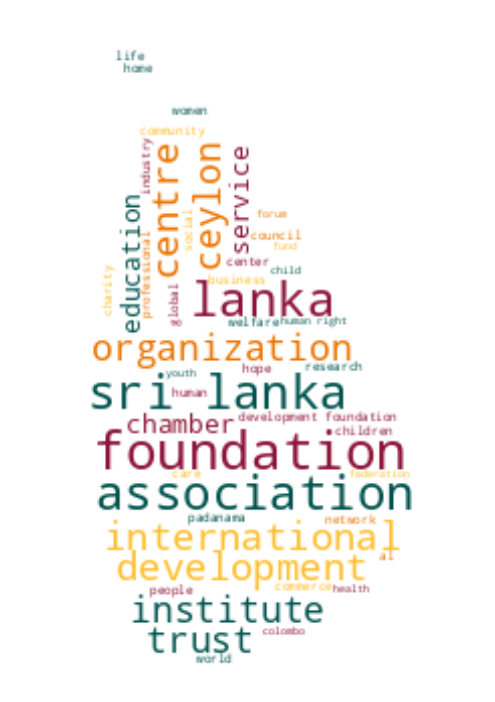 life
home
women
community
industry
centre
ceylon
service
education
professional
social
forum
council
fund
center
child
charity
global
business
lanka
welfare
human right
organization
hope
research
youth
sri lanka
human
chamber
development foundation
children
foundation
care
federation
association
padanama
network
international
al
development
people
commerce
health
institute
colombo
trust
world